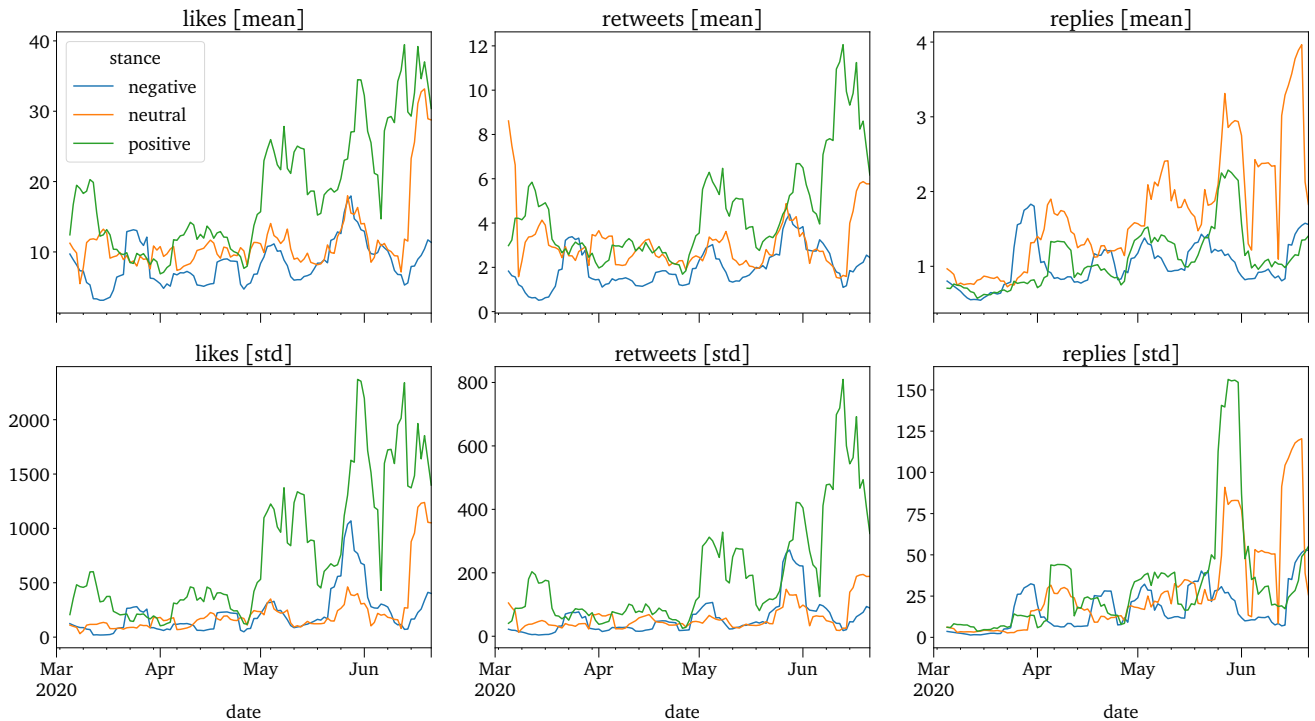 likes [mean]
retweets [mean]
replies [mean]
40
30
20
10
stance
negative
neutral
positive
12
10
8
6
4
2
0
4
3
2
1
likes [std]
retweets [std]
replies [std]
2000
1500
1000
500
0
800
600
400
200
0
150
125
100
75
50
25
0
Mar
2020
Apr
May
Jun
date
Mar
2020
Apr
May
Jun
date
Mar
2020
Apr
May
Jun
date